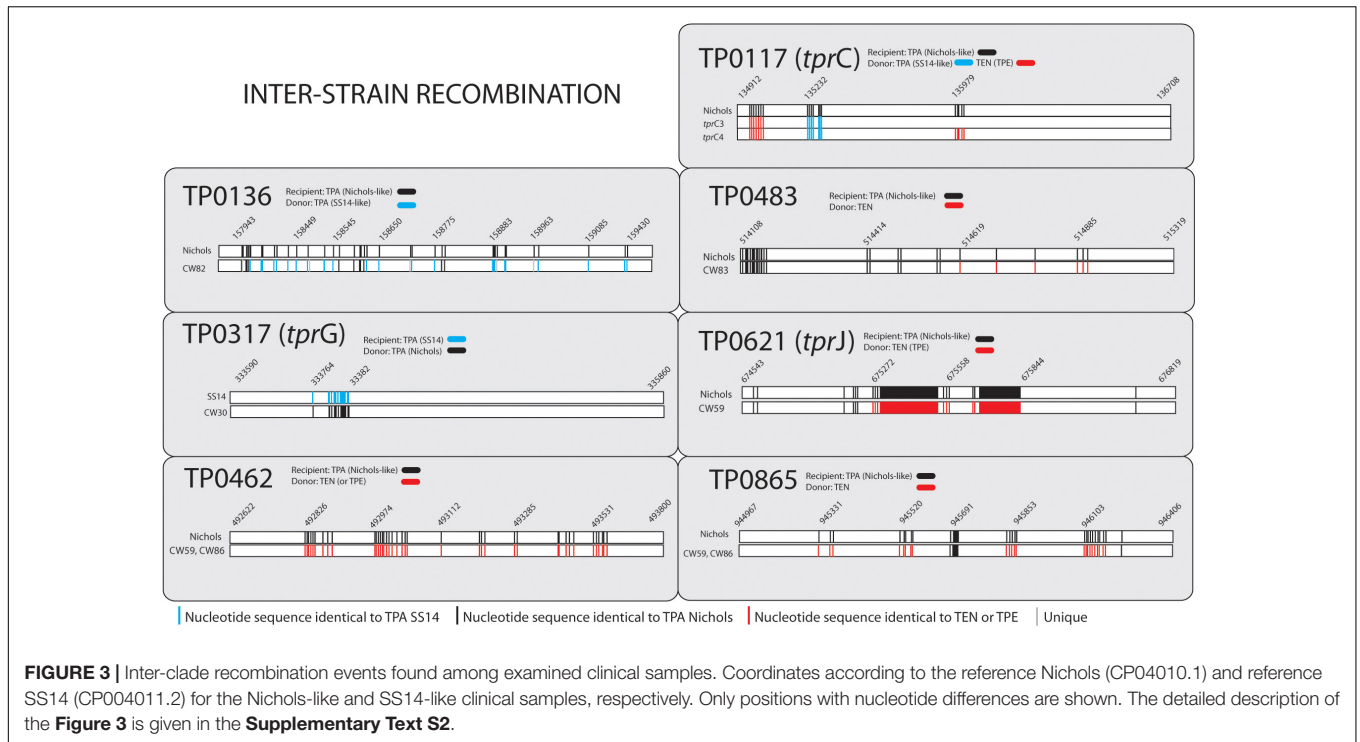 INTER-STRAIN RECOMBINATION
TP0117 (tprC)
Recipient: TPA (Nichols-like)
Donor: TPA (SS14-like) TEN (TPE)
134912 135232 135979 136708
Nichols
tprC3
tprC4
TP0136
Recipient: TPA (Nichols-like)
Donor: TPA (SS14-like)
157943 158449 158545 158650 158775 158883 158963 159085 159430
Nichols
CW82
TP0483
Recipient: TPA (Nichols-like)
Donor: TEN
514108 514414 514619 514885 515319
Nichols
CW83
TP0317 (tprG)
Recipient: TPA (SS14)
Donor: TPA (Nichols)
333590 333764 33382 335860
SS14
CW30
TP0621 (tprJ)
Recipient: TPA (Nichols-like)
Donor: TEN (TPE)
674543 675272 675558 675844 676819
Nichols
CW59
TP0462
Recipient: TPA (Nichols-like)
Donor: TEN (or TPE)
492622 492826 492974 493112 493285 493531 493800
Nichols
CW59, CW86
TP0865
Recipient: TPA (Nichols-like)
Donor: TEN
944967 945331 945520 945691 945853 946103 946406
Nichols
CW59, CW86
Nucleotide sequence identical to TPA SS14 Nucleotide sequence identical to TPA Nichols Nucleotide sequence identical to TEN or TPE Unique
FIGURE 3 | Inter-clade recombination events found among examined clinical samples. Coordinates according to the reference Nichols (CP04010.1) and reference
SS14 (CP004011.2) for the Nichols-like and SS14-like clinical samples, respectively. Only positions with nucleotide differences are shown. The detailed description of
the Figure 3 is given in the Supplementary Text S2.